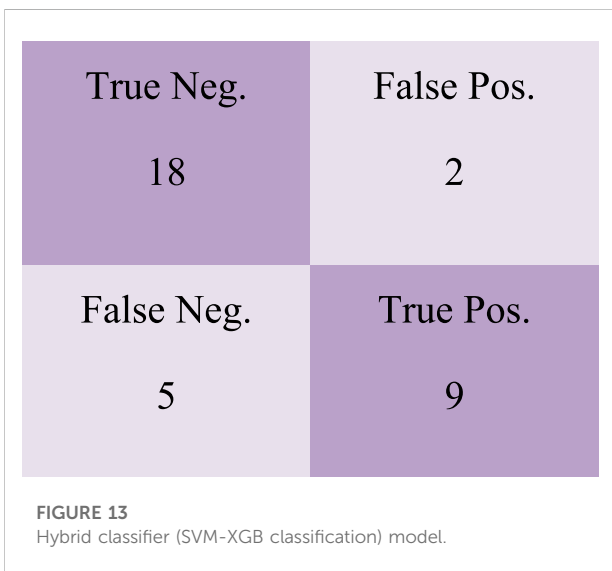 True Neg.
False Pos.
18
2
False Neg.
True Pos.
5
9
FIGURE 13
Hybrid classifier (SVM-XGB classification) model.